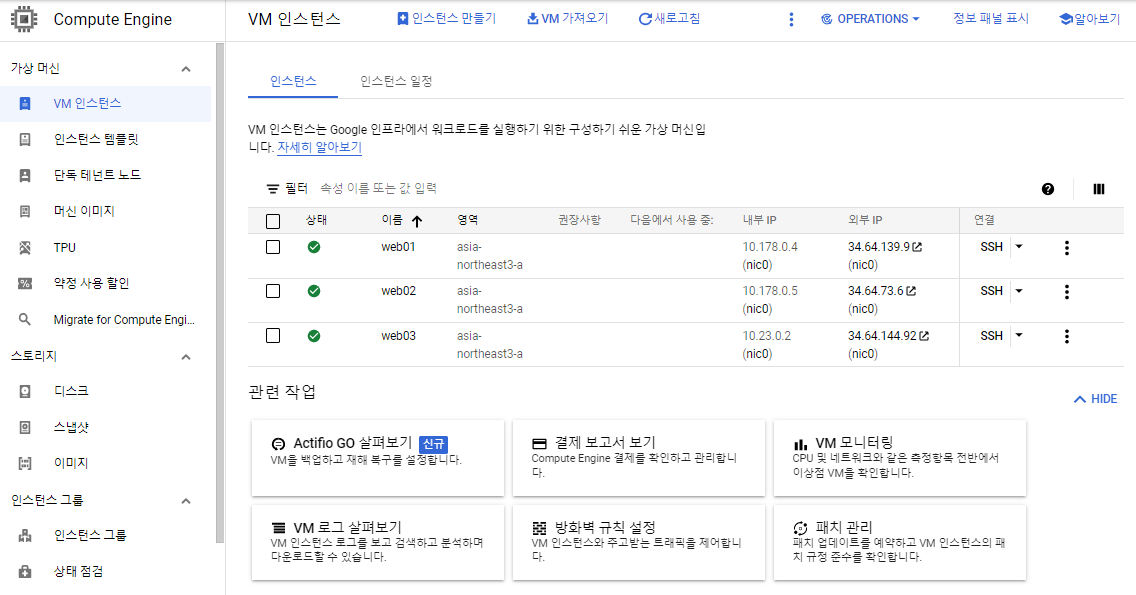 Compute Engine
VM 인스턴스
인스턴스 만들기
VM 가져오기
새로고침
OPERATIONS
정보 패널 표시
알아보기
가상 머신
VM 인스턴스
인스턴스 템플릿
단독 테넌트 노드
머신 이미지
TPU
약정 사용 할인
Migrate for Compute Engi...
스토리지
디스크
스냅샷
이미지
인스턴스 그룹
인스턴스 그룹
상태 점검
인스턴스
인스턴스 일정
VM 인스턴스는 Google 인프라에서 워크로드를 실행하기 위한 구성하기 쉬운 가상 머신입
니다. 자세히 알아보기
필터 속성 이름 또는 값 입력
상태 이름 영역 권장사항 다음에서 사용 중: 내부 IP 외부 IP 연결
web01 asia- 10.178.0.4 34.64.139.9 SSH
northeast3-a (nic0) (nic0)
web02 asia- 10.178.0.5 34.64.73.6 SSH
northeast3-a (nic0) (nic0)
web03 asia- 10.23.0.2 34.64.144.92 SSH
northeast3-a (nic0) (nic0)
관련 작업
HIDE
Actifio GO 살펴보기 신규
VM을 백업하고 재해 복구를 설정합니다.
결제 보고서 보기
Compute Engine 결제를 확인하고 관리합니
다.
VM 모니터링
CPU 및 네트워크와 같은 측정항목 전반에서
이상점 VM을 확인합니다.
VM 로그 살펴보기
VM 인스턴스 로그를 보고 검색하고 분석하며
다운로드할 수 있습니다.
방화벽 규칙 설정
VM 인스턴스와 주고받는 트래픽을 제어합니
다.
패치 관리
패치 업데이트를 예약하고 VM 인스턴스의 패
치 규정 준수를 확인합니다.